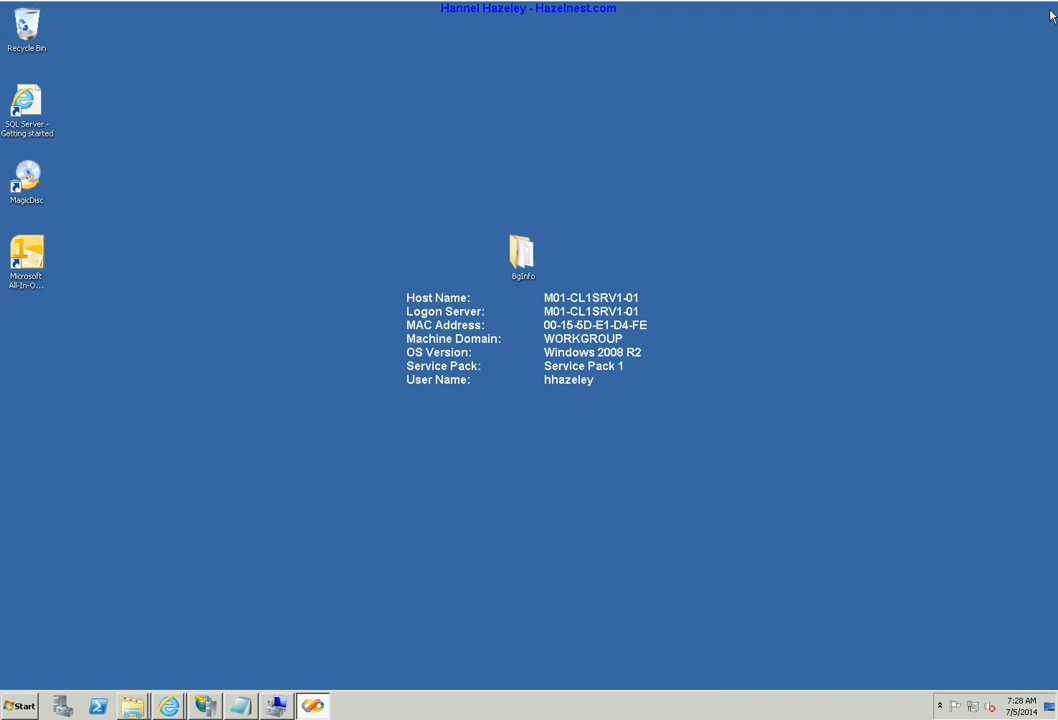 Hannel Hazeley - Hazelnest.com
Recycle Bin
SQL Server -
Getting started
MagicDisc
Microsoft
All-In-O...
BgInfo
Host Name: M01-CL1SRV1-01
Logon Server: M01-CL1SRV1-01
MAC Address: 00-15-5D-E1-D4-FE
Machine Domain: WORKGROUP
OS Version: Windows 2008 R2
Service Pack: Service Pack 1
User Name: hhazeley
Start
7:28 AM
7/5/2014